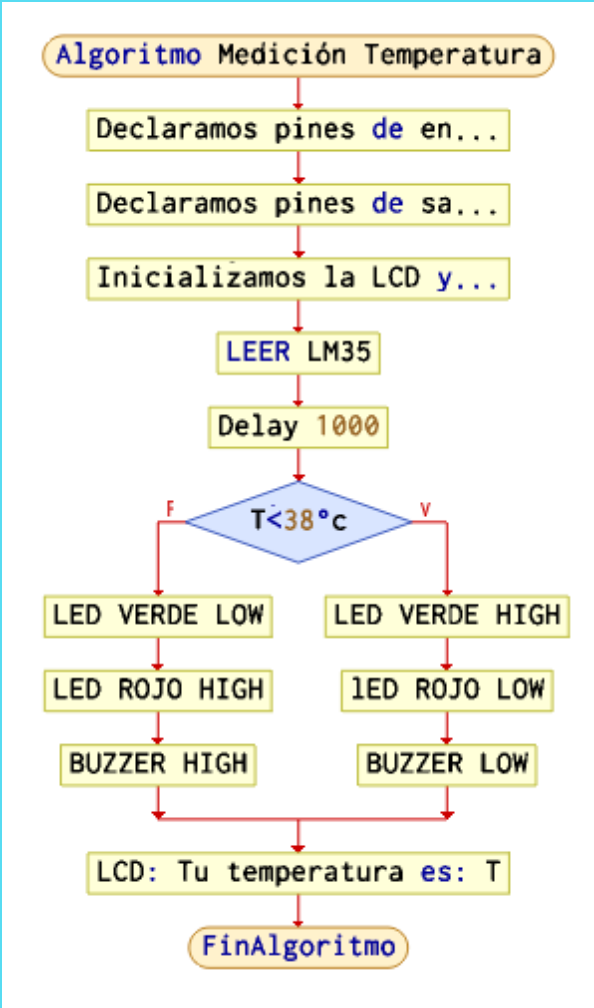 Algoritmo Medición Temperatura
Declaramos pines de en...
Declaramos pines de sa...
Inicializamos la LCD y...
LEER LM35
Delay 1000
T<38°c
F
V
LED VERDE LOW
LED VERDE HIGH
LED ROJO HIGH
lED ROJO LOW
BUZZER HIGH
BUZZER LOW
LCD: Tu temperatura es: T
FinAlgoritmo